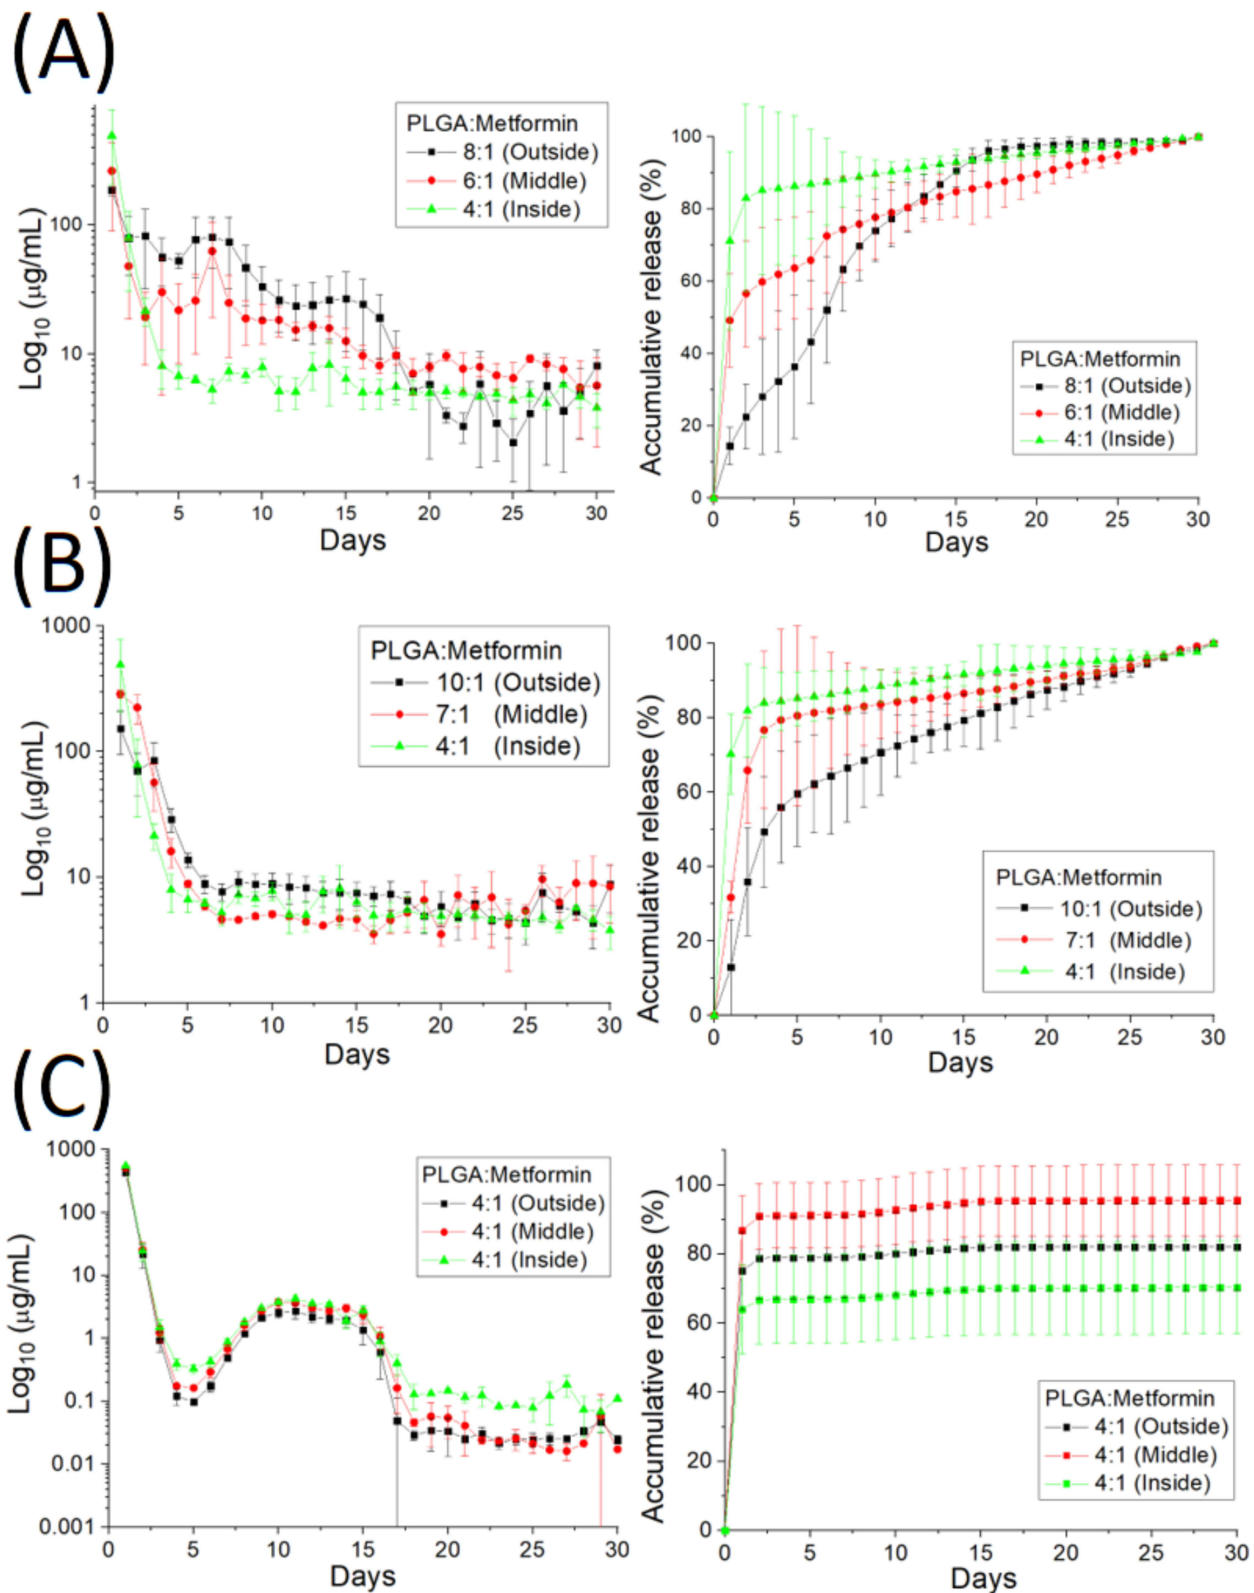 (A)
100
10
1
Log10 (µg/mL)
PLGA:Metformin
8:1 (Outside)
6:1 (Middle)
4:1 (Inside)
0 5 10 15 20 25 30
Days
100
80
60
40
20
0
Accumulative release (%)
PLGA:Metformin
8:1 (Outside)
6:1 (Middle)
4:1 (Inside)
0 5 10 15 20 25 30
Days
(B)
1000
100
10
1
Log10 (µg/mL)
PLGA:Metformin
10:1 (Outside)
7:1 (Middle)
4:1 (Inside)
0 5 10 15 20 25 30
Days
100
80
60
40
20
0
Accumulative release (%)
PLGA:Metformin
10:1 (Outside)
7:1 (Middle)
4:1 (Inside)
0 5 10 15 20 25 30
Days
(C)
1000
100
10
1
0.1
0.01
0.001
Log10 (µg/mL)
PLGA:Metformin
4:1 (Outside)
4:1 (Middle)
4:1 (Inside)
0 5 10 15 20 25 30
Days
100
80
60
40
20
0
Accumulative release (%)
PLGA:Metformin
4:1 (Outside)
4:1 (Middle)
4:1 (Inside)
0 5 10 15 20 25 30
Days